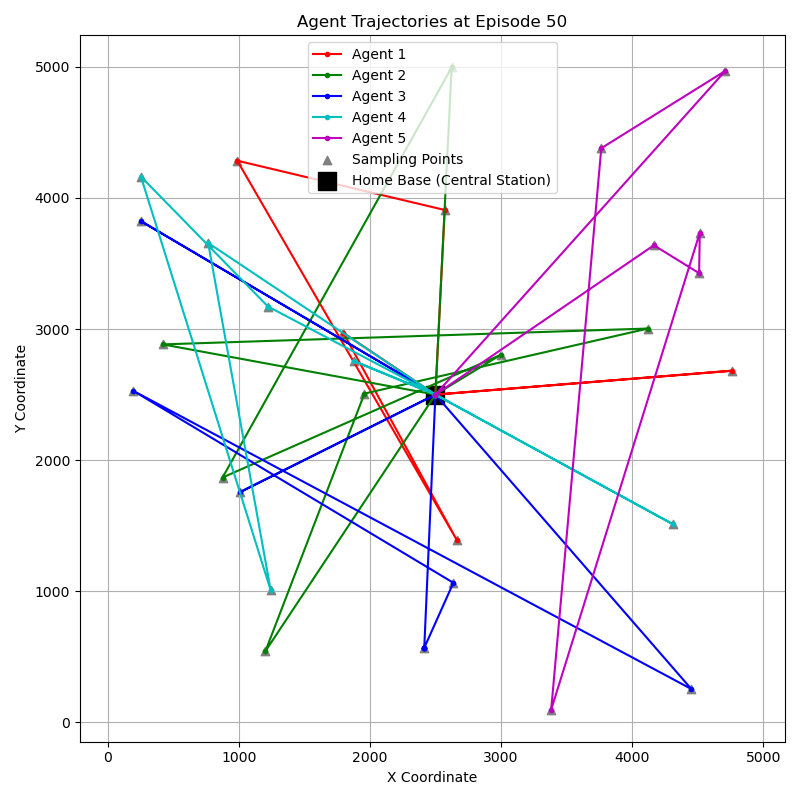 Agent Trajectories at Episode 50
Agent 1
Agent 2
Agent 3
Agent 4
Agent 5
Sampling Points
Home Base (Central Station)
5000
4000
3000
2000
1000
0
Y Coordinate
0 1000 2000 3000 4000 5000
X Coordinate